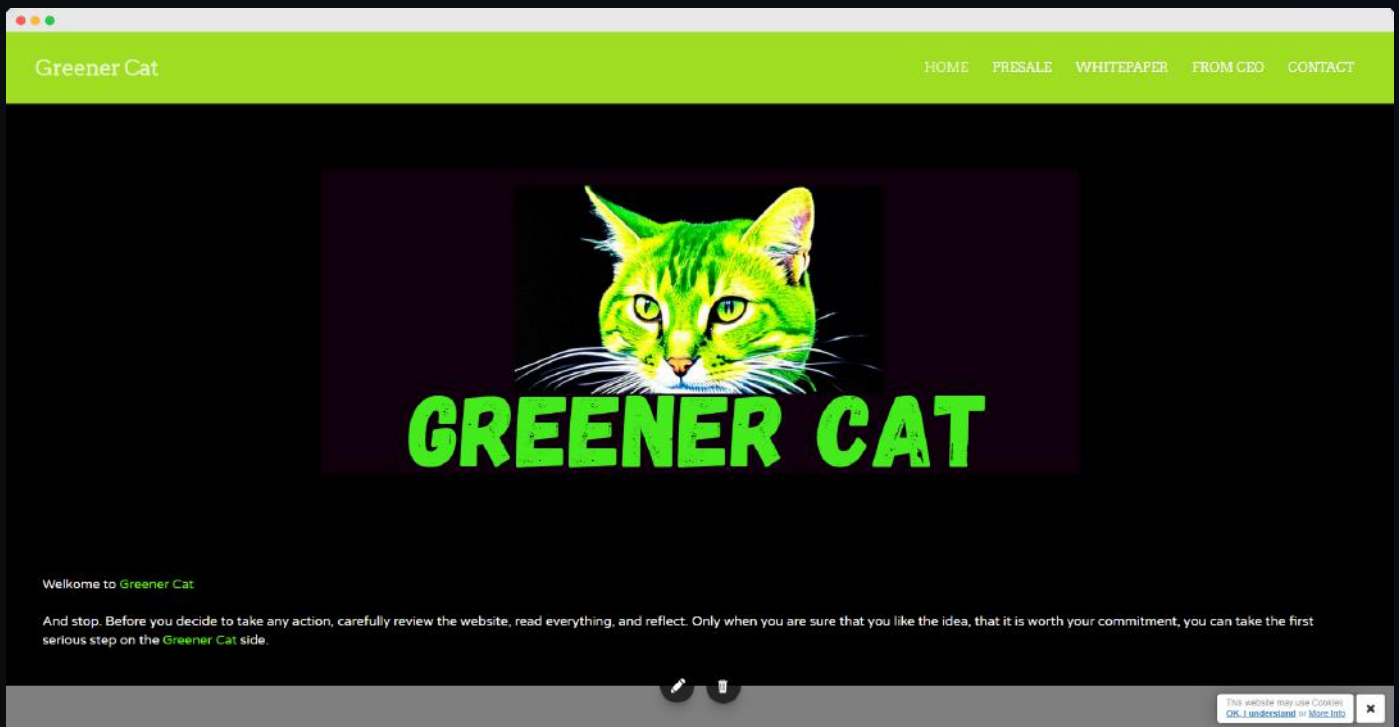 Greener Cat
HOME PRESALE WHITEPAPER FROM CEO CONTACT
GREENER CAT
Welkome to Greener Cat
And stop. Before you decide to take any action, carefully review the website, read everything, and reflect. Only when you are sure that you like the idea, that it is worth your commitment, you can take the first
serious step on the Greener Cat side.
This website may use Cookies
OK, I understand or More Info